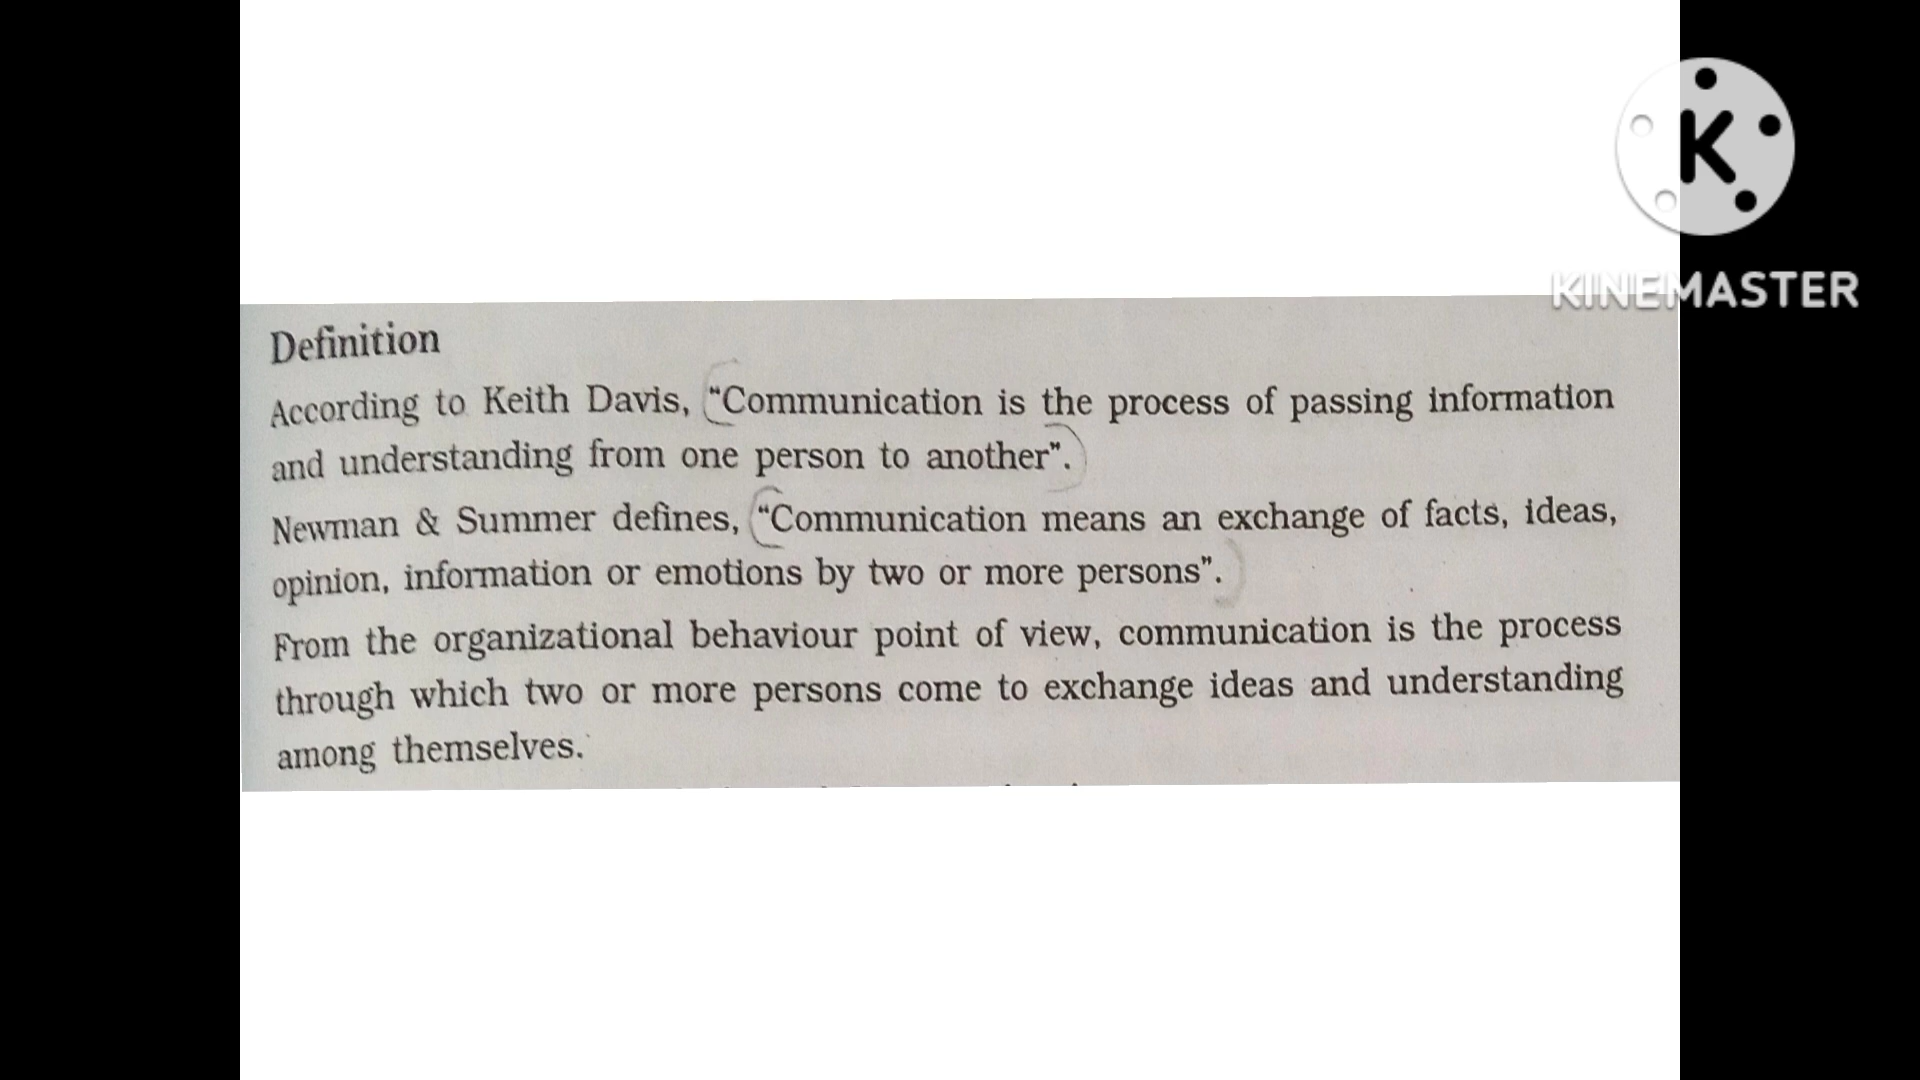 K
KINEMASTER
Definition
According to Keith Davis, "Communication is the process of passing information
and understanding from one person to another".
Newman & Summer defines, "Communication means an exchange of facts, ideas,
opinion, information or emotions by two or more persons".
From the organizational behaviour point of view, communication is the process
through which two or more persons come to exchange ideas and understanding
among themselves.